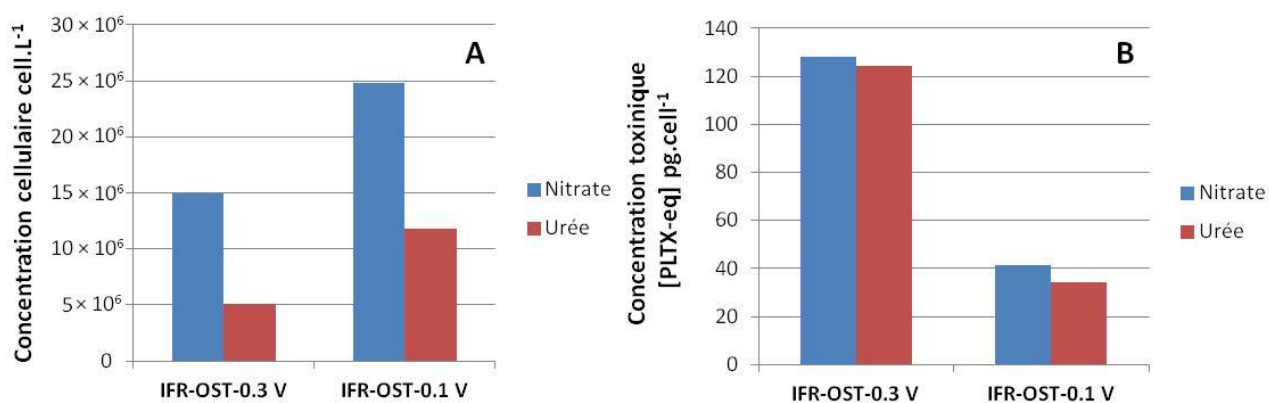 A
Concentration cellulaire cell.L⁻¹
30 × 10⁶
25 × 10⁶
20 × 10⁶
15 × 10⁶
10 × 10⁶
5 × 10⁶
0
IFR-OST-0.3 V
IFR-OST-0.1 V
Nitrate
Urée
B
Concentration toxinique
[PLTX-eq] pg.cell⁻¹
140
120
100
80
60
40
20
0
IFR-OST-0.3 V
IFR-OST-0.1 V
Nitrate
Urée